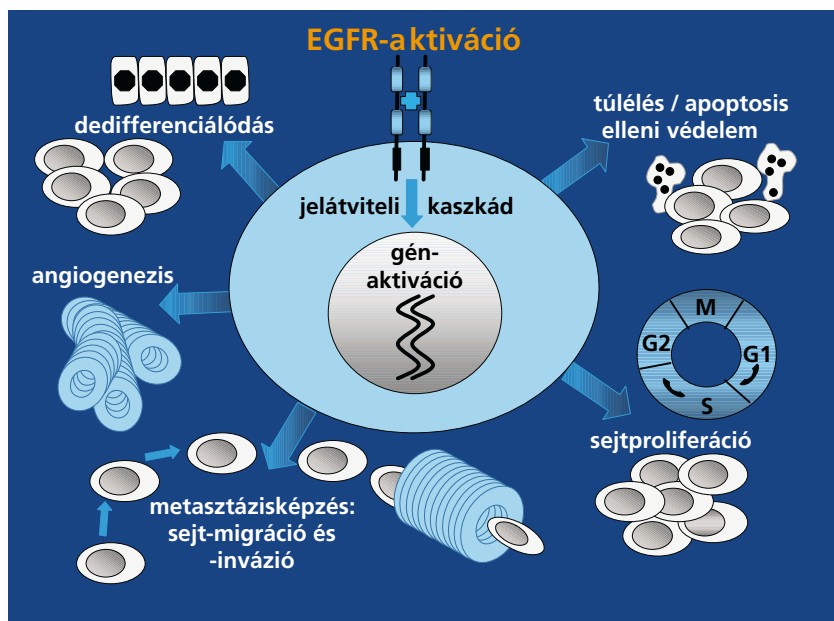 EGFR-aktiváció
dedifferenciálódás
túlélés / apoptosis
elleni védelem
jelátviteli kaszkád
gén-
aktiváció
angiogenezis
M
G2
G1
S
sejtproliferáció
metasztázisképzés:
sejt-migráció és
-invázió